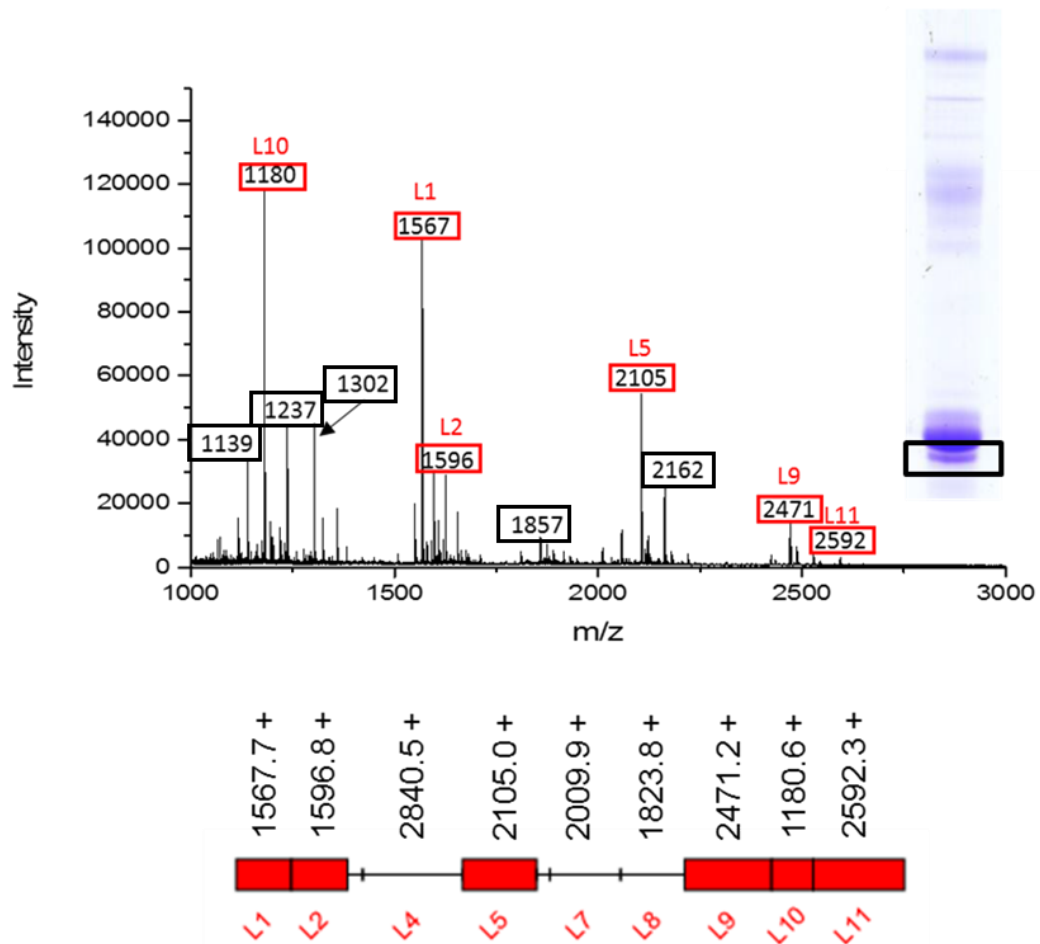 L10
1180
L1
1567
1302
L5
2105
1237
1139
L2
1596
2162
L9
2471
L11
2592
1857
Intensity
140000
120000
100000
80000
60000
40000
20000
0
1000
1500
2000
2500
3000
m/z
1567.7 +
1596.8 +
2840.5 +
2105.0 +
2009.9 +
1823.8 +
2471.2 +
1180.6 +
2592.3 +
L1
L2
L4
L5
L7
L8
L9
L10
L11